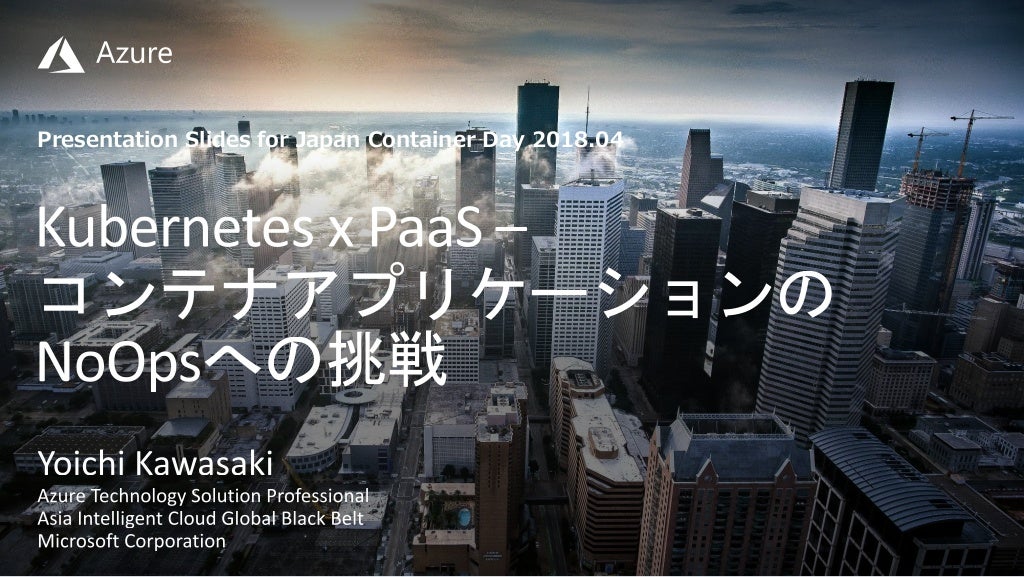 Azure
Presentation Slides for Japan Container Day 2018.04
Kubernetes x PaaS –
コンテナアプリケーションの
NoOpsへの挑戦
Yoichi Kawasaki
Azure Technology Solution Professional
Asia Intelligent Cloud Global Black Belt
Microsoft Corporation